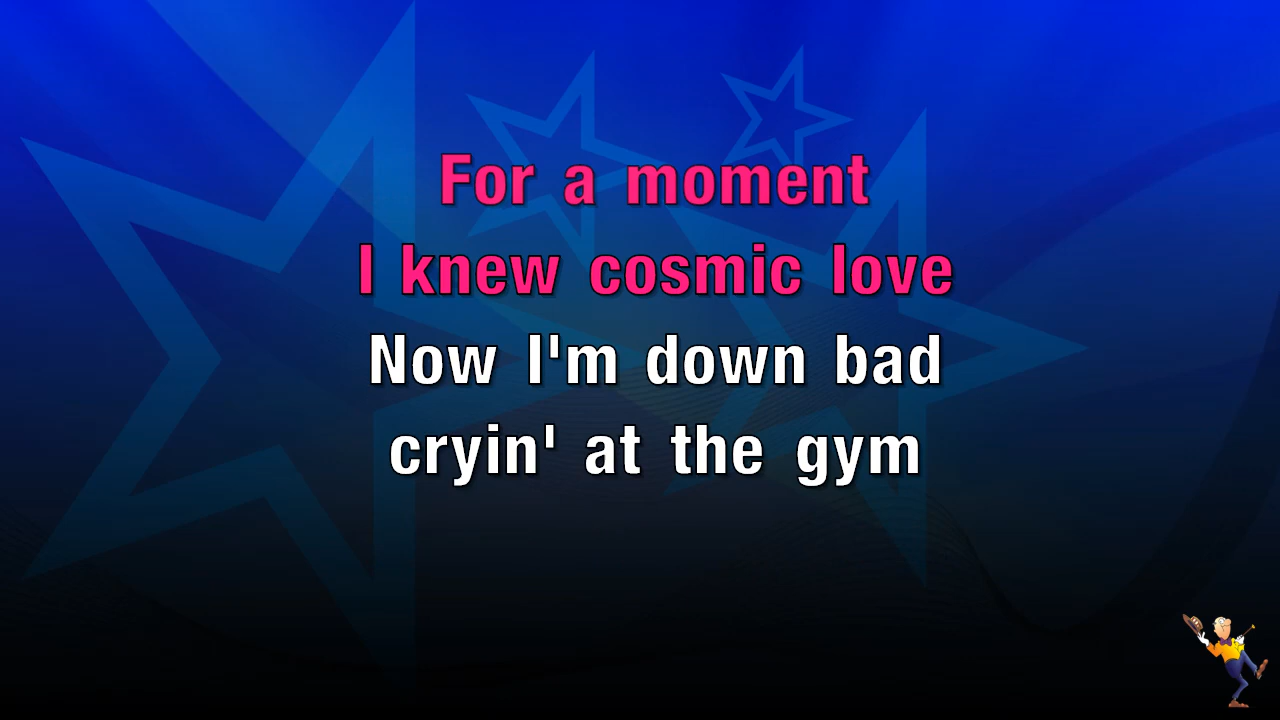 For a moment
I knew cosmic love
Now I'm down bad
cryin' at the gym